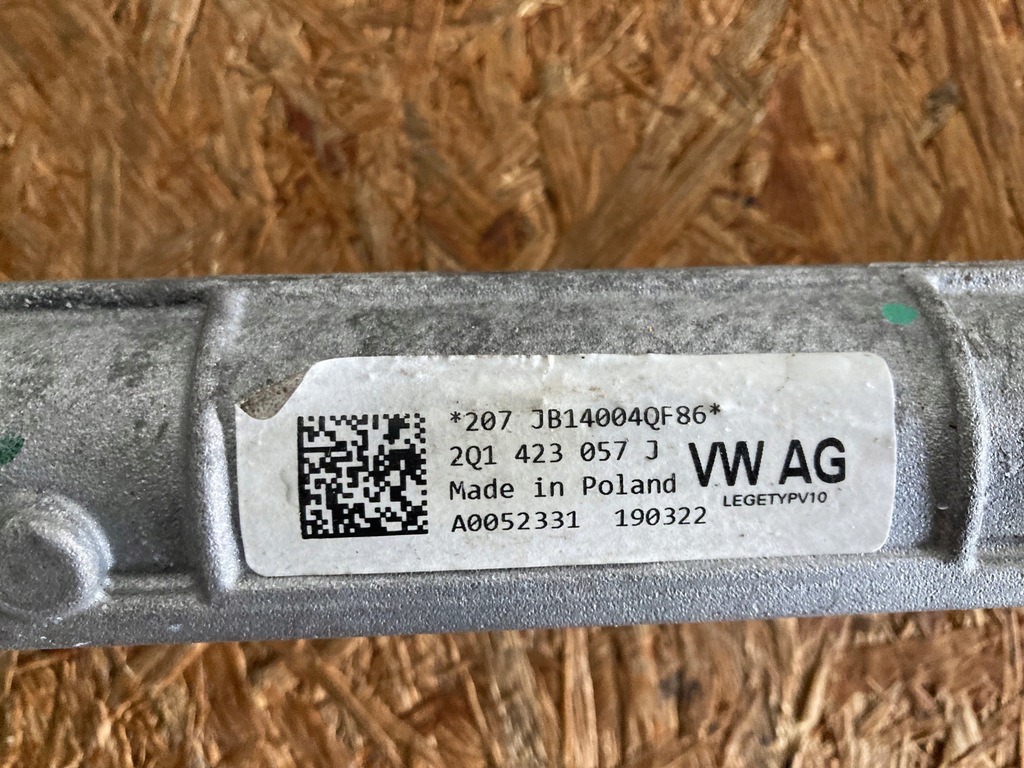 *207 JB14004QF86*
2Q1 423 057 J
VW AG
Made in Poland
LEGETYPV10
A0052331 190322